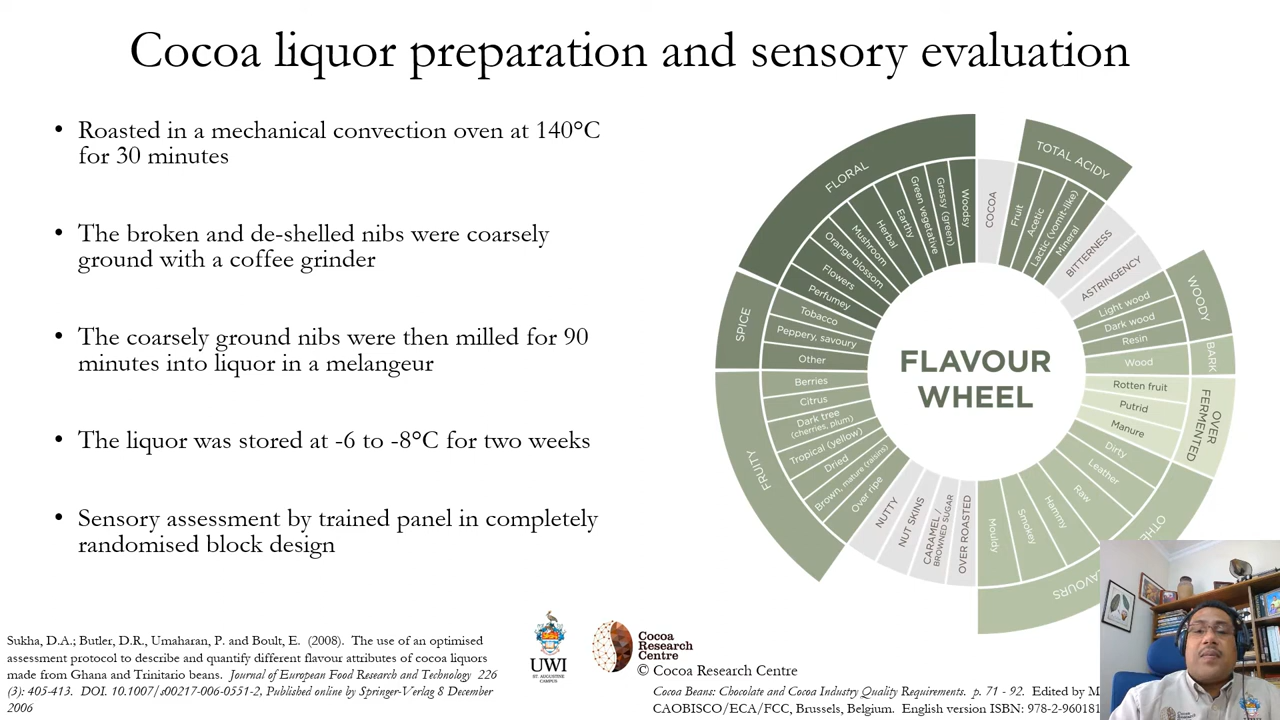 Cocoa liquor preparation and sensory evaluation
• Roasted in a mechanical convection oven at 140°C
for 30 minutes
• The broken and de-shelled nibs were coarsely
ground with a coffee grinder
• The coarsely ground nibs were then milled for 90
minutes into liquor in a melangeur
• The liquor was stored at -6 to -8°C for two weeks
• Sensory assessment by trained panel in completely
randomised block design
FLAVOUR
WHEEL
COCOA
TOTAL ACIDY
Fruit
Acetic
Lactic (vomit-like)
Mineral
BITTERNESS
ASTRINGENCY
WOODY
Light wood
Dark wood
Resin
BARK
Wood
OVER
FERMENTED
Rotten fruit
Putrid
Manure
Dirty
Leather
Raw
Hammy
Smokey
Mouldy
OVER ROASTED
CARAMEL /
BROWNED SUGAR
NUT SKINS
NUTTY
FRUITY
Over ripe
Brown, mature (raisins)
Dried
Tropical (yellow)
Dark tree
(cherries, plum)
Citrus
Berries
SPICE
Other
Peppery, savoury
Tobacco
FLORAL
Perfumey
Flowers
Orange blossom
Mushroom
Herbal
Earthy
Green vegetative
Grassy (green)
Woodsy
Sukha, D.A.; Butler, D.R., Umaharan, P. and Boult, E. (2008). The use of an optimised
assessment protocol to describe and quantify different flavour attributes of cocoa liquors
made from Ghana and Trinitario beans. Journal of European Food Research and Technology 226
(3): 405-413. DOI. 10.1007/s00217-006-0551-2, Published online by Springer-Verlag 8 December
2006
UWI
ST. AUGUSTINE
CAMPUS
Cocoa
Research
Centre
© Cocoa Research Centre
Cocoa Beans: Chocolate and Cocoa Industry Quality Requirements. p. 71 - 92. Edited by M
CAOBISCO/ECA/FCC, Brussels, Belgium. English version ISBN: 978-2-960181